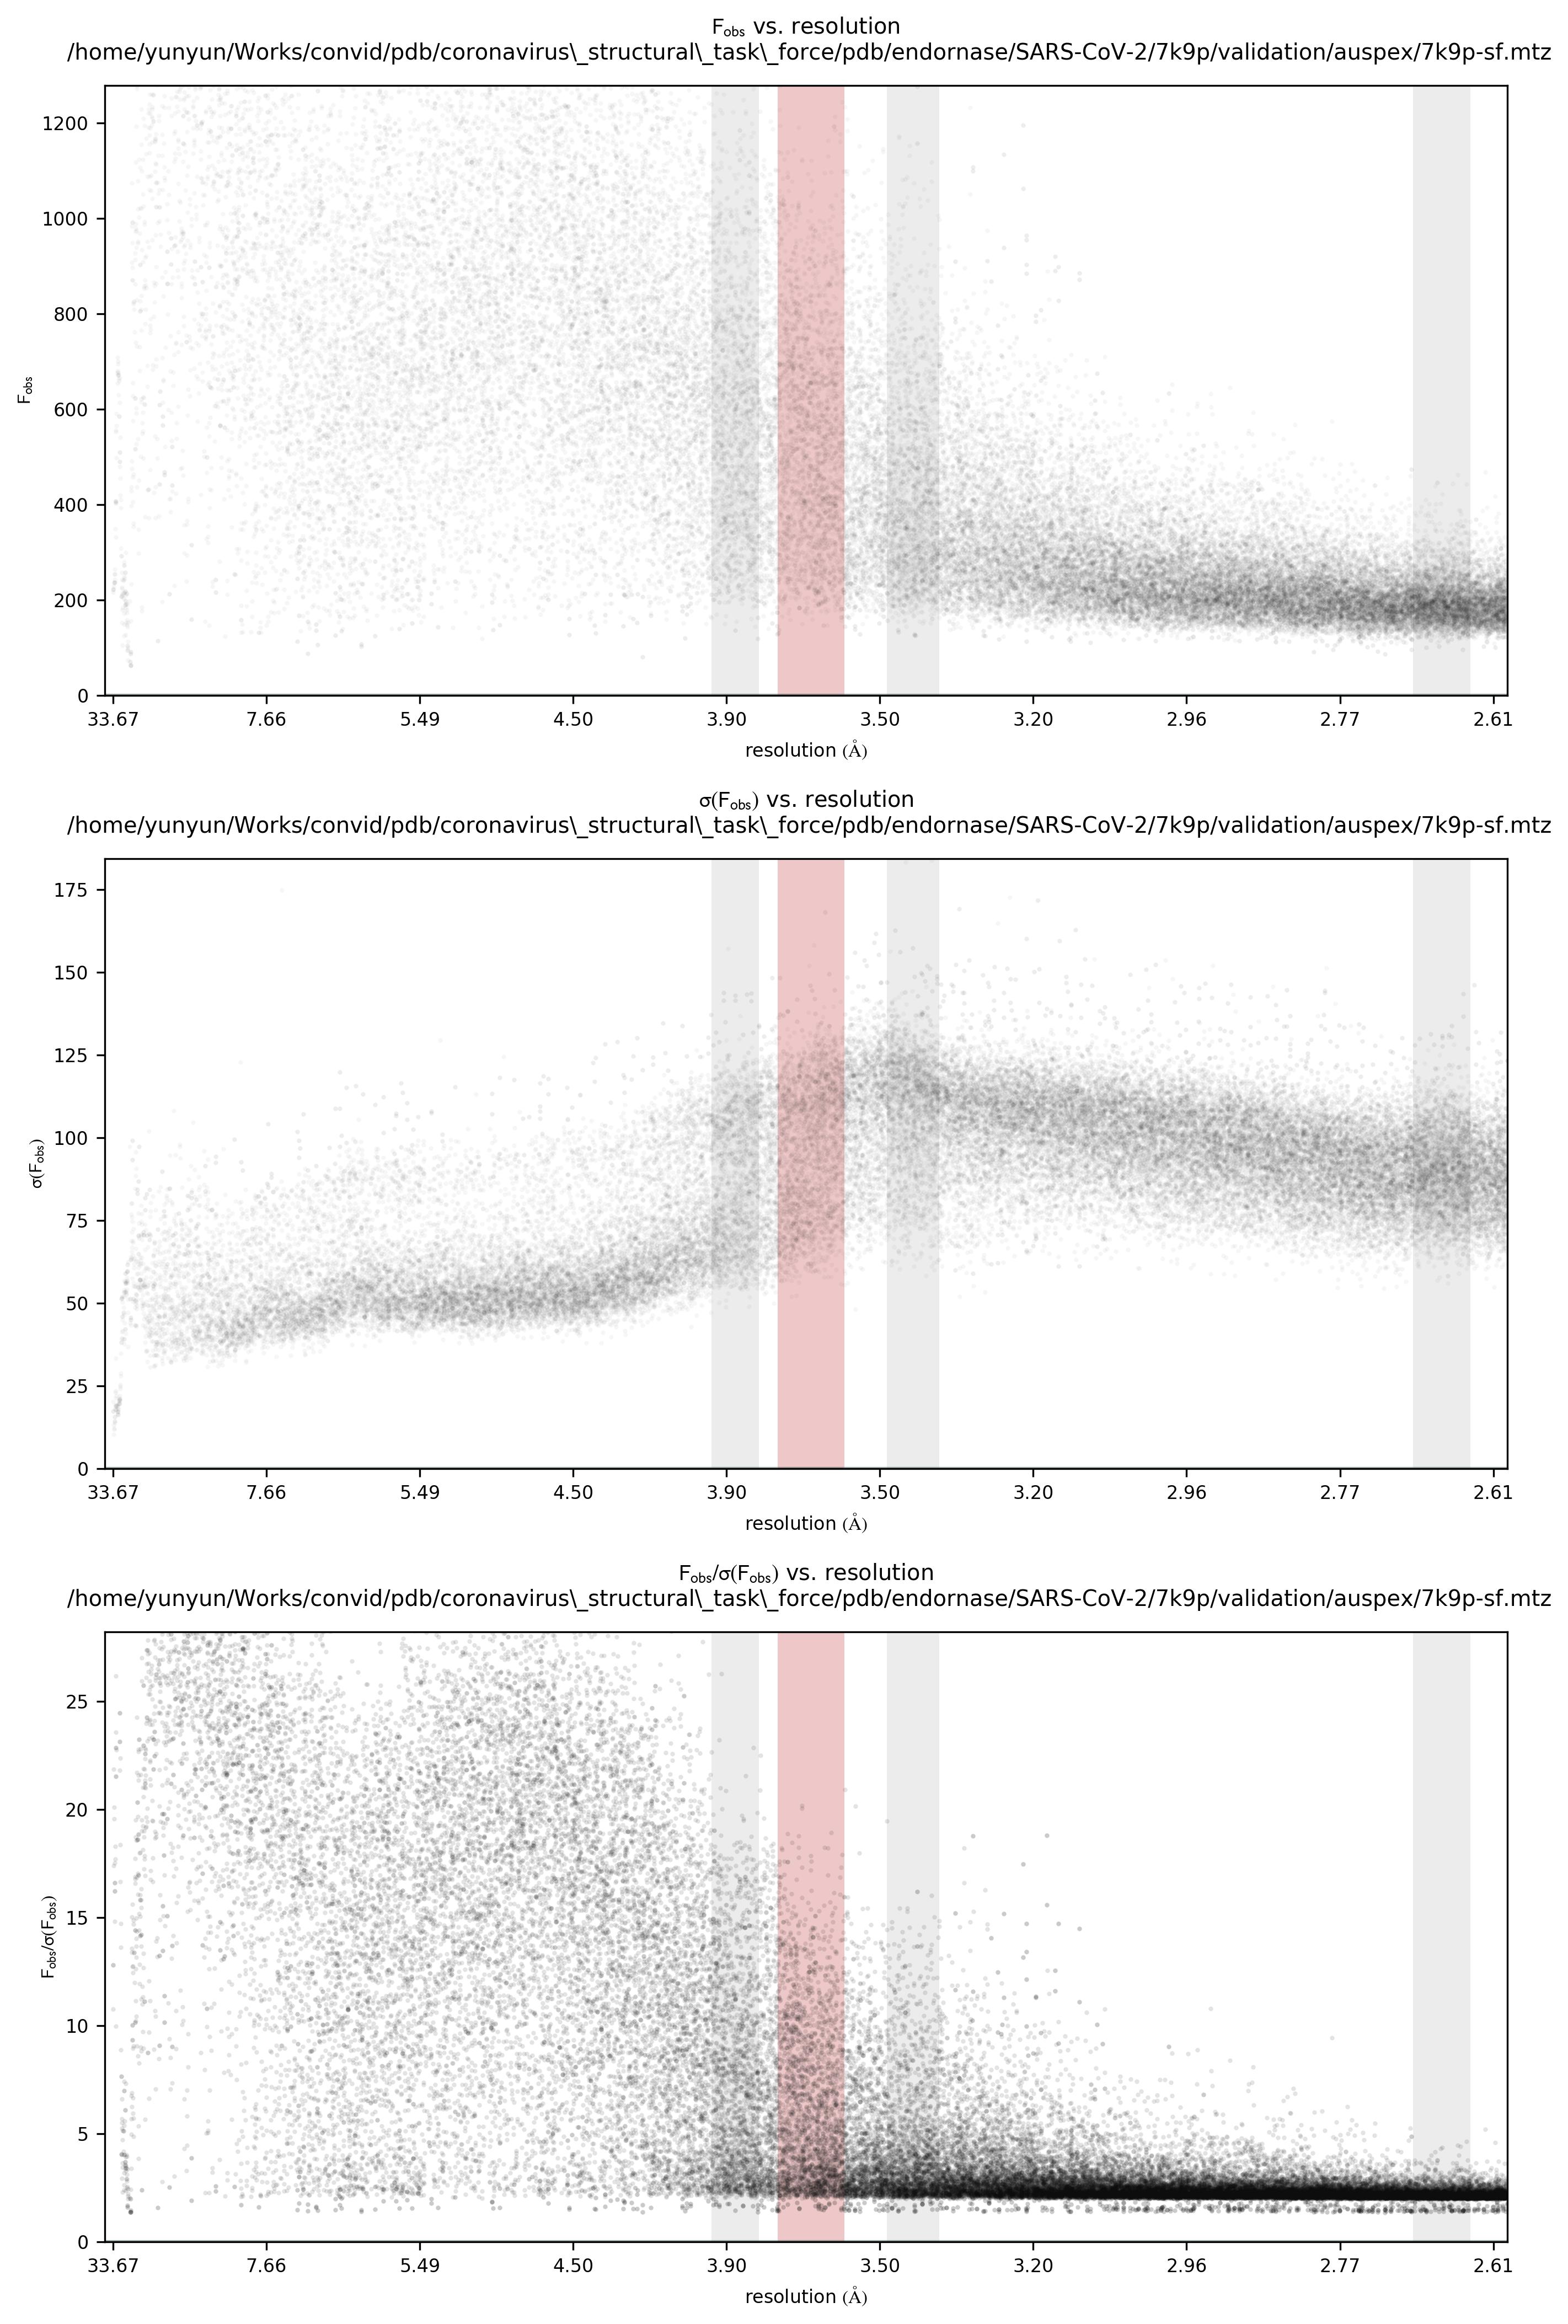 Fobs vs. resolution
/home/yunyun/Works/convid/pdb/coronavirus\_structural\_task\_force/pdb/endornase/SARS-CoV-2/7k9p/validation/auspex/7k9p-sf.mtz
1200
1000
800
600
400
200
0
Fobs
33.67 7.66 5.49 4.50 3.90 3.50 3.20 2.96 2.77 2.61
resolution (Å)
σ(Fobs) vs. resolution
/home/yunyun/Works/convid/pdb/coronavirus\_structural\_task\_force/pdb/endornase/SARS-CoV-2/7k9p/validation/auspex/7k9p-sf.mtz
175
150
125
100
75
50
25
0
σ(Fobs)
33.67 7.66 5.49 4.50 3.90 3.50 3.20 2.96 2.77 2.61
resolution (Å)
Fobs/σ(Fobs) vs. resolution
/home/yunyun/Works/convid/pdb/coronavirus\_structural\_task\_force/pdb/endornase/SARS-CoV-2/7k9p/validation/auspex/7k9p-sf.mtz
25
20
15
10
5
0
Fobs/σ(Fobs)
33.67 7.66 5.49 4.50 3.90 3.50 3.20 2.96 2.77 2.61
resolution (Å)